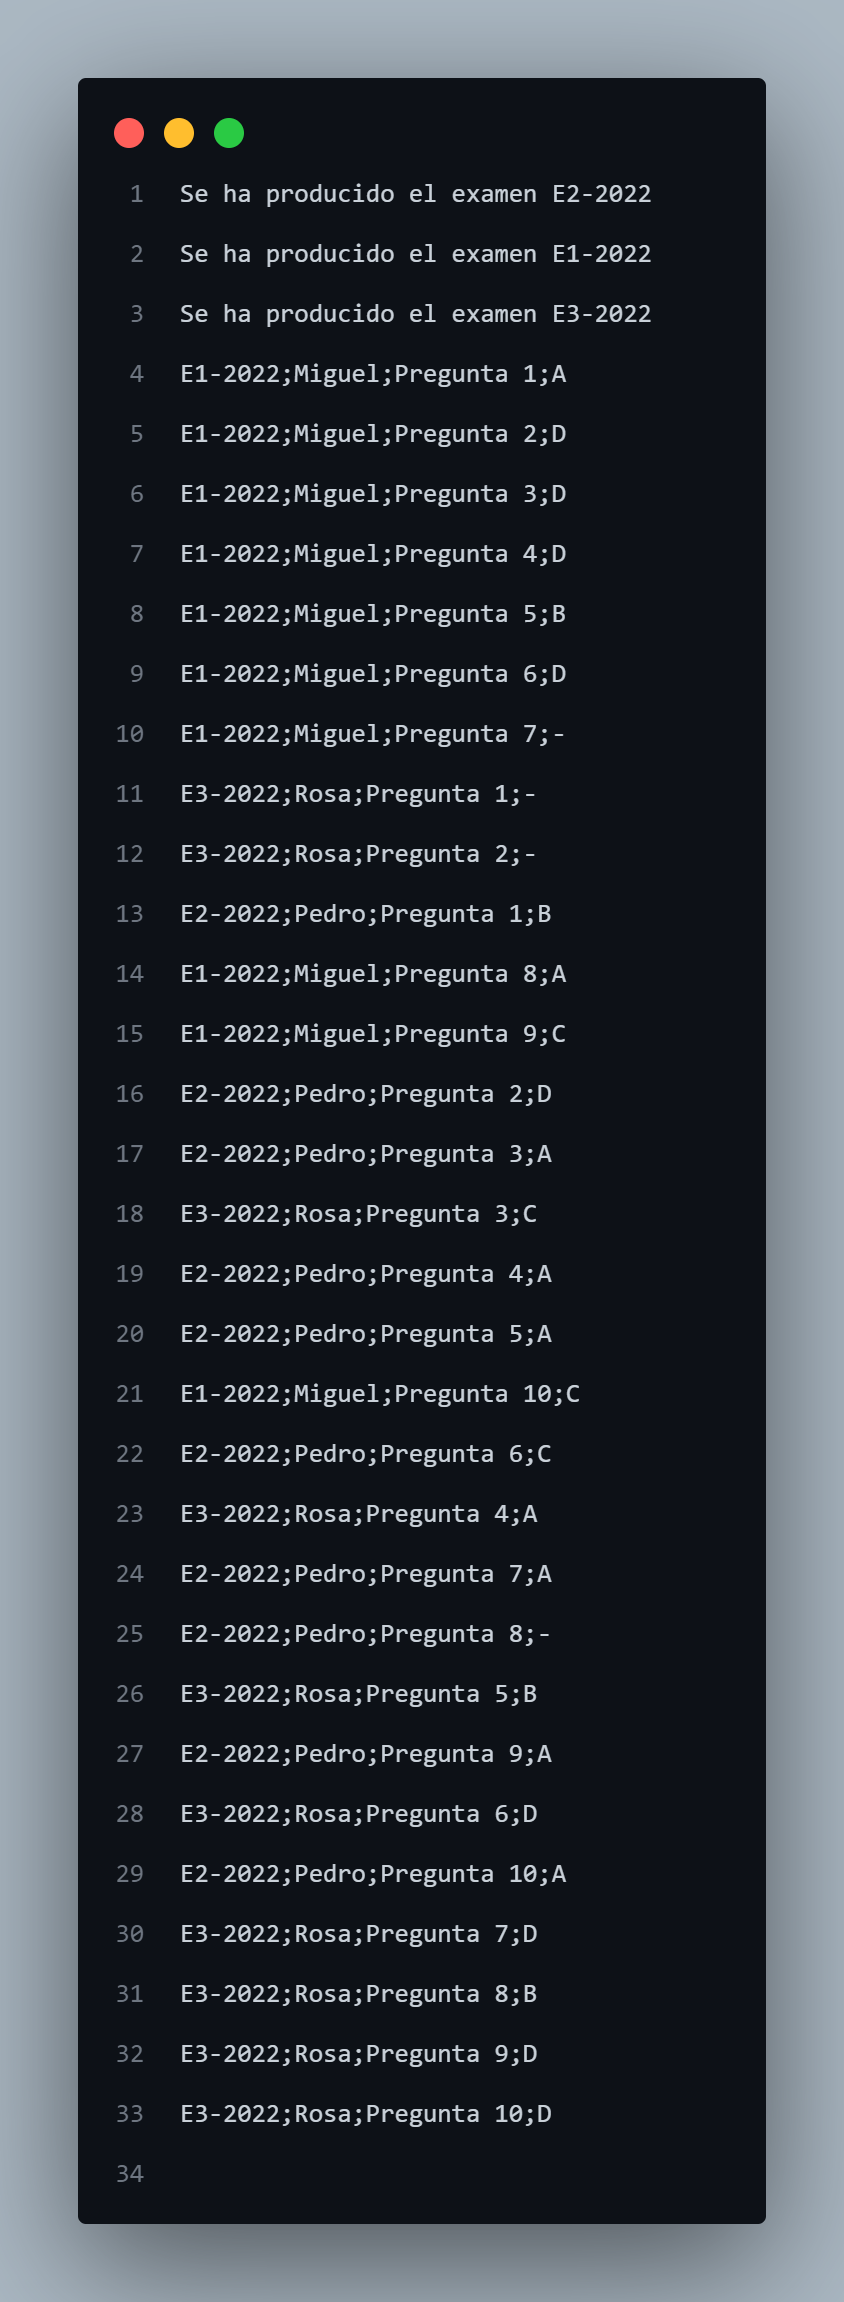 1 Se ha producido el examen E2-2022
2 Se ha producido el examen E1-2022
3 Se ha producido el examen E3-2022
4 E1-2022;Miguel;Pregunta 1;A
5 E1-2022;Miguel;Pregunta 2;D
6 E1-2022;Miguel;Pregunta 3;D
7 E1-2022;Miguel;Pregunta 4;D
8 E1-2022;Miguel;Pregunta 5;B
9 E1-2022;Miguel;Pregunta 6;D
10 E1-2022;Miguel;Pregunta 7;-
11 E3-2022;Rosa;Pregunta 1;-
12 E3-2022;Rosa;Pregunta 2;-
13 E2-2022;Pedro;Pregunta 1;B
14 E1-2022;Miguel;Pregunta 8;A
15 E1-2022;Miguel;Pregunta 9;C
16 E2-2022;Pedro;Pregunta 2;D
17 E2-2022;Pedro;Pregunta 3;A
18 E3-2022;Rosa;Pregunta 3;C
19 E2-2022;Pedro;Pregunta 4;A
20 E2-2022;Pedro;Pregunta 5;A
21 E1-2022;Miguel;Pregunta 10;C
22 E2-2022;Pedro;Pregunta 6;C
23 E3-2022;Rosa;Pregunta 4;A
24 E2-2022;Pedro;Pregunta 7;A
25 E2-2022;Pedro;Pregunta 8;-
26 E3-2022;Rosa;Pregunta 5;B
27 E2-2022;Pedro;Pregunta 9;A
28 E3-2022;Rosa;Pregunta 6;D
29 E2-2022;Pedro;Pregunta 10;A
30 E3-2022;Rosa;Pregunta 7;D
31 E3-2022;Rosa;Pregunta 8;B
32 E3-2022;Rosa;Pregunta 9;D
33 E3-2022;Rosa;Pregunta 10;D
34